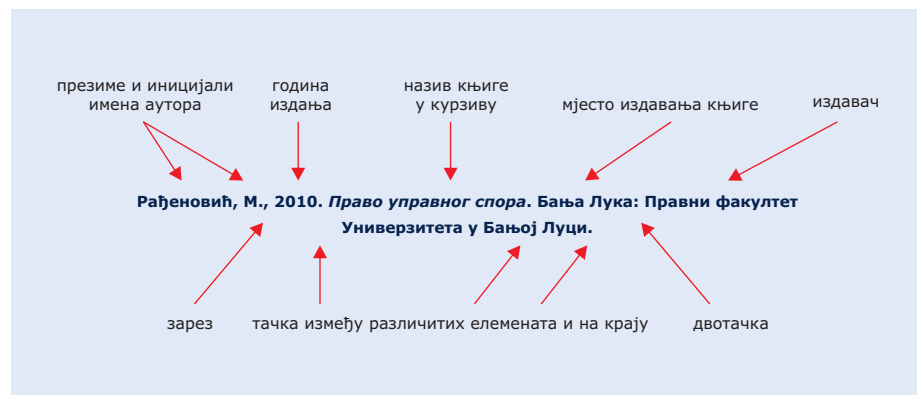 презиме и иницијали
имена аутора
година
издања
назив књиге
у курзиву
мјесто издавања књиге
издавач
Рађеновић, М., 2010. Право управног спора. Бања Лука: Правни факултет
Универзитета у Бањој Луци.
зарез
тачка између различитих елемената и на крају
двотачка